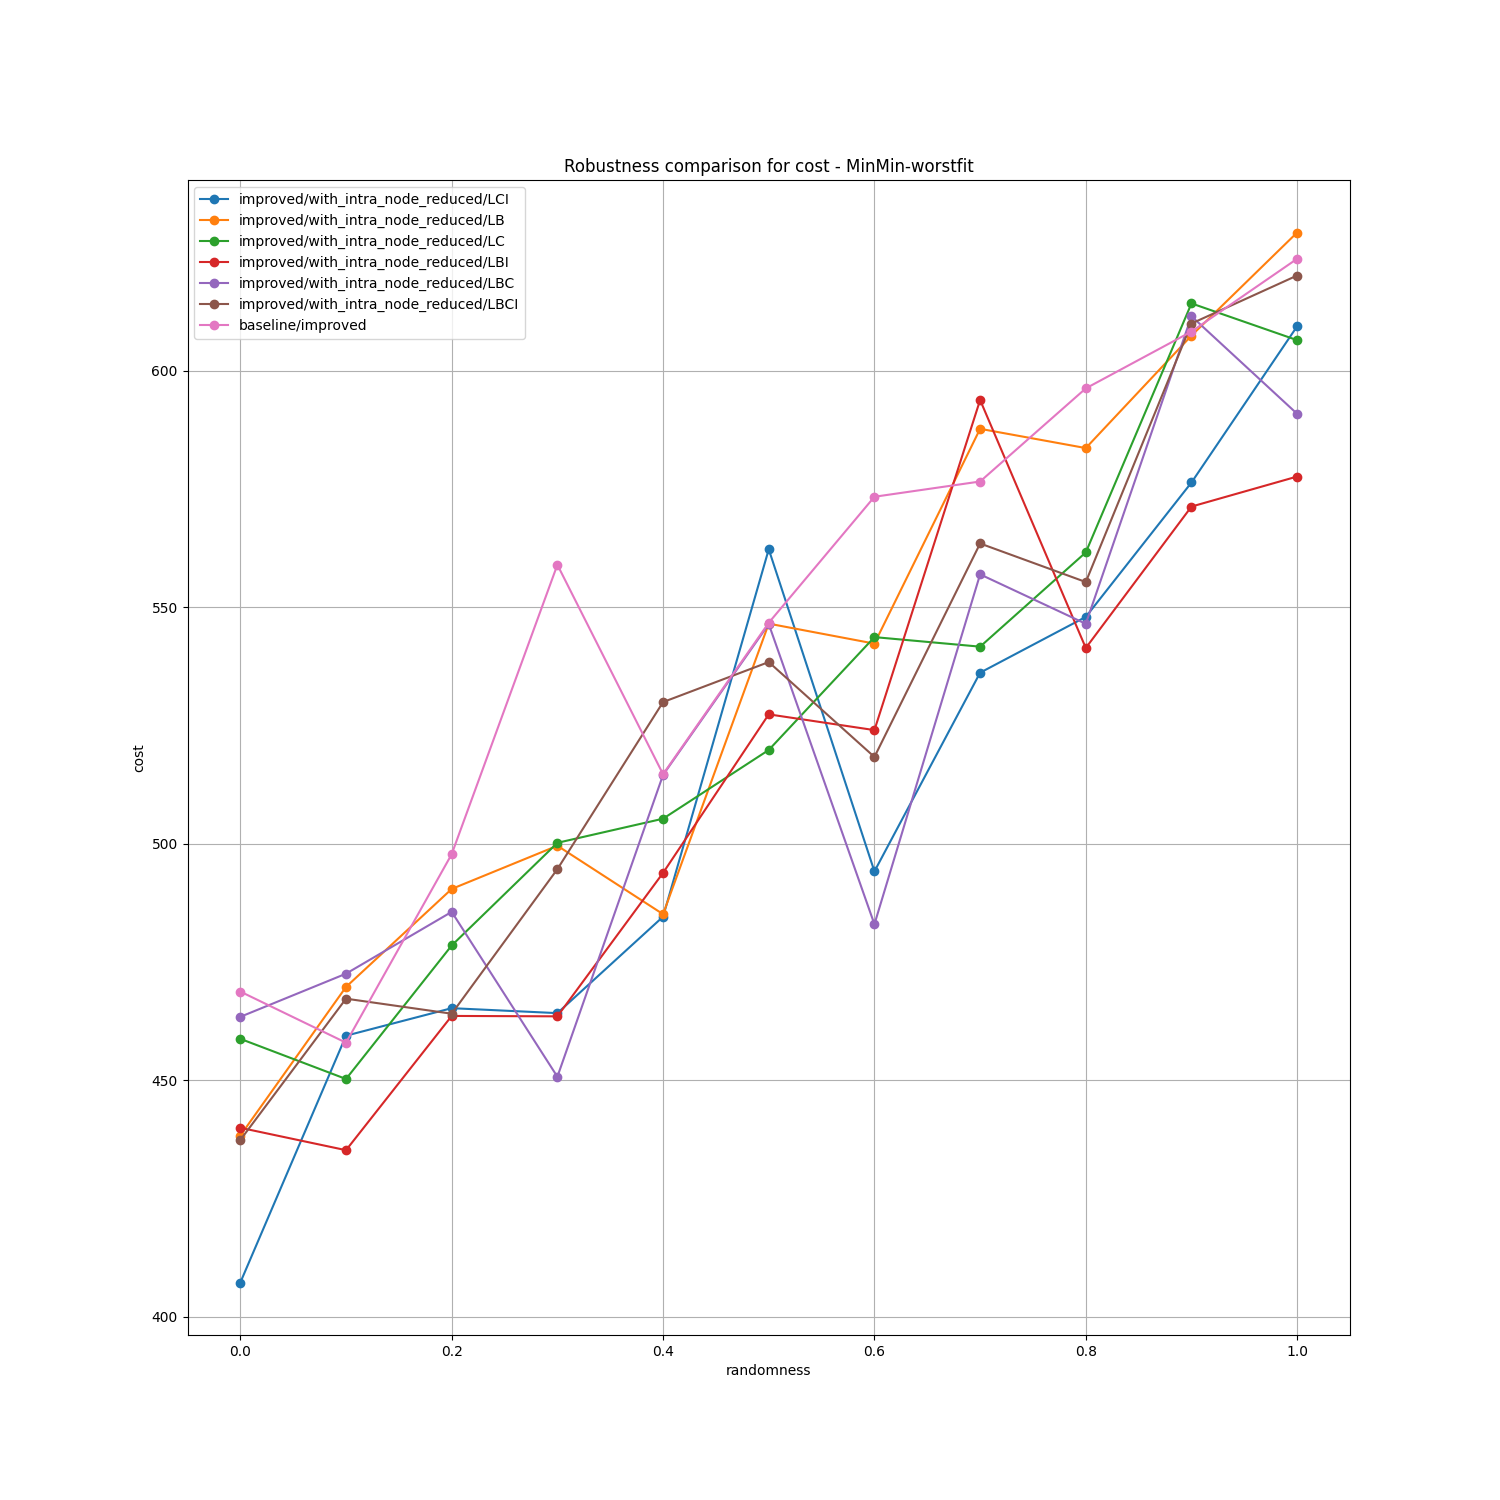 Robustness comparison for cost - MinMin-worstfit
improved/with_intra_node_reduced/LCI
improved/with_intra_node_reduced/LB
improved/with_intra_node_reduced/LC
improved/with_intra_node_reduced/LBI
improved/with_intra_node_reduced/LBC
improved/with_intra_node_reduced/LBCI
baseline/improved
600
550
500
450
400
cost
0.0 0.2 0.4 0.6 0.8 1.0
randomness